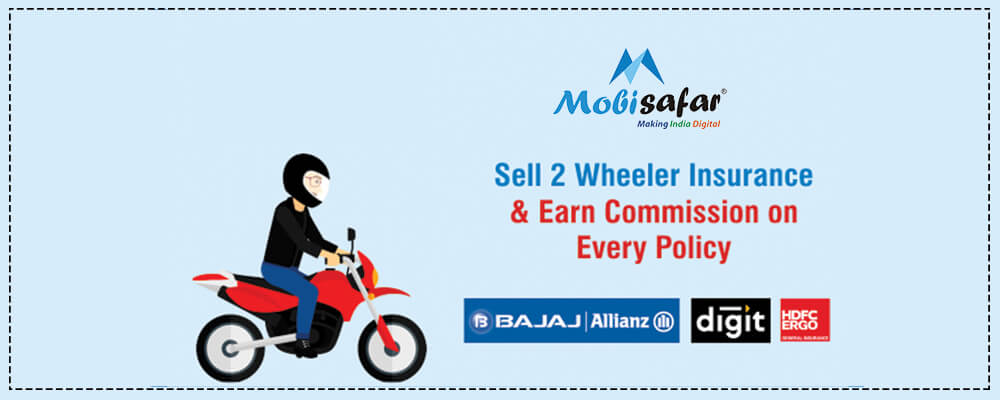 Mobisafar®
Making India Digital
Sell 2 Wheeler Insurance
& Earn Commission on
Every Policy
B BAJAJ | Allianz
digit
HDFC
ERGO
GENERAL INSURANCE